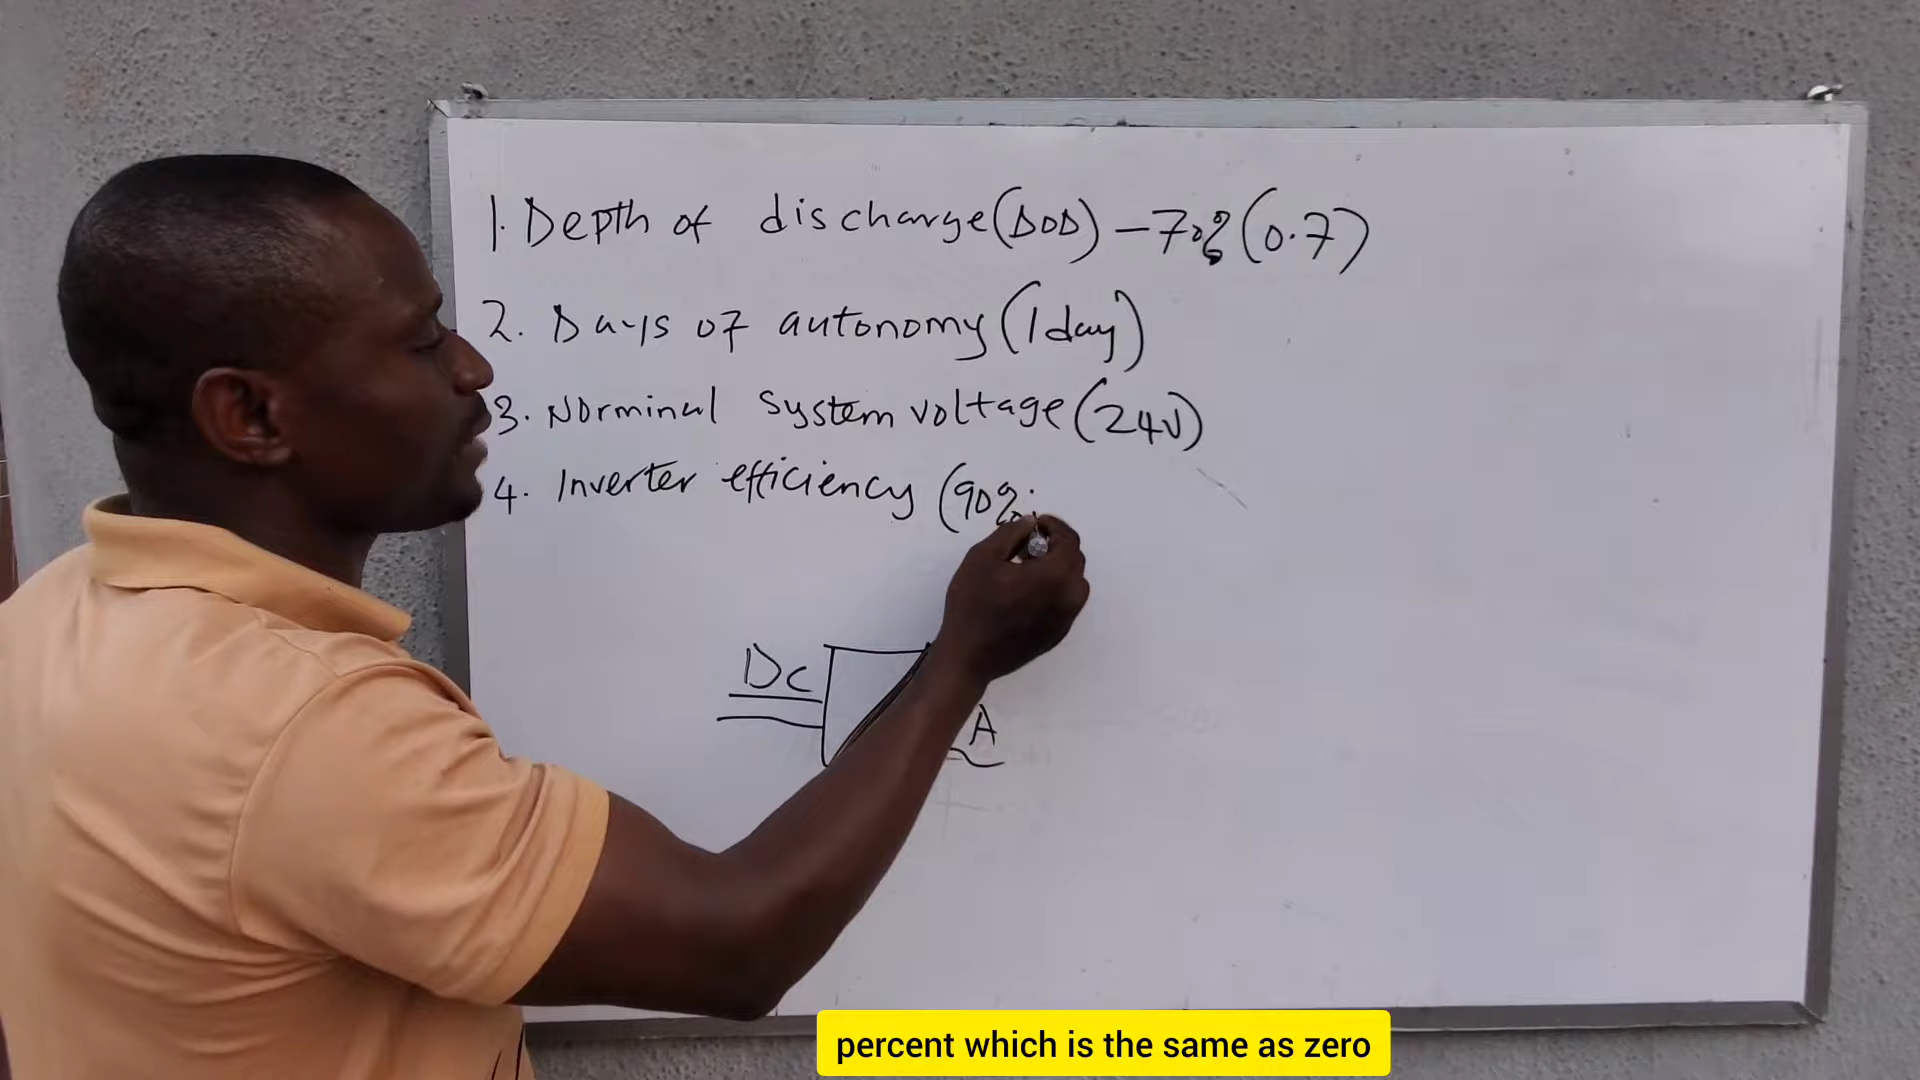 1. Depth of discharge (DOD) - 70% (0.7)
2. Days of autonomy (1 day)
3. Norminal system voltage (24V)
4. Inverter efficiency (90%
DC
A
percent which is the same as zero